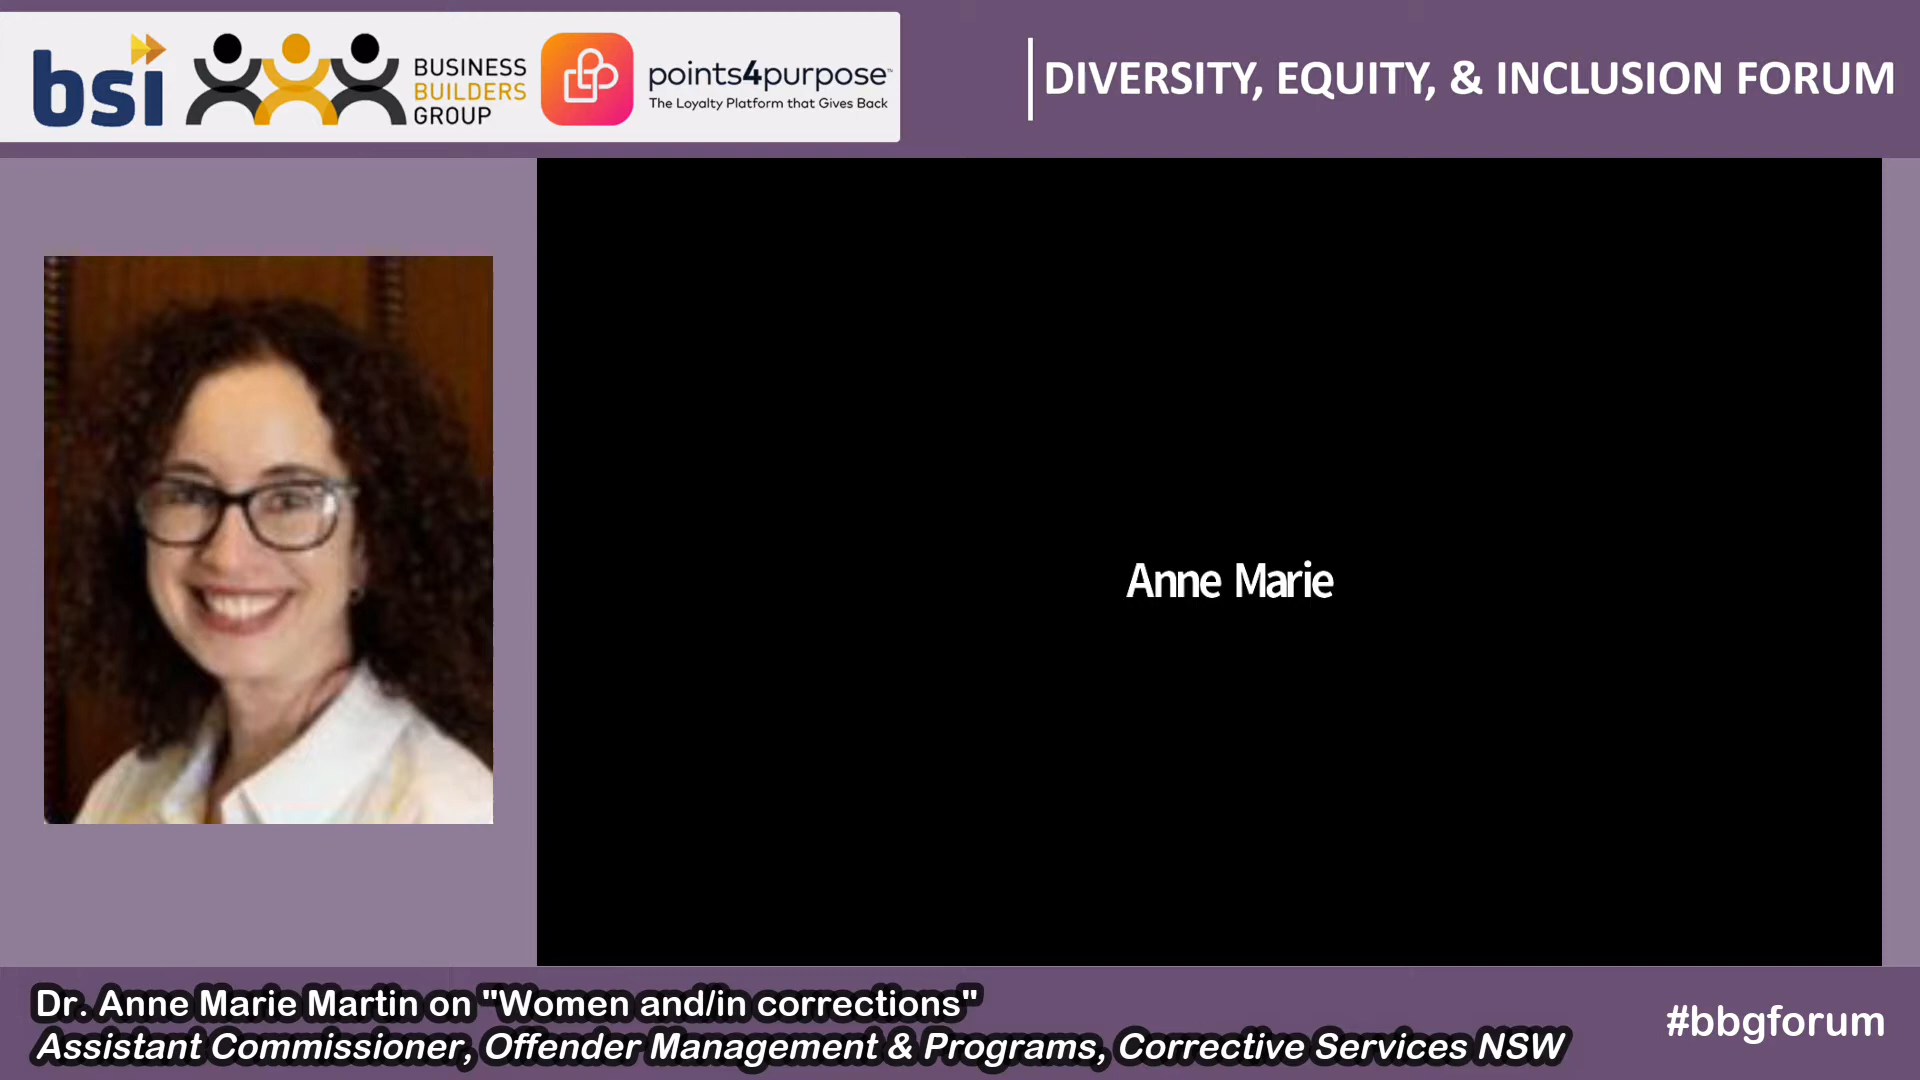 bsi
BUSINESS
BUILDERS
GROUP
points4purpose™
The Loyalty Platform that Gives Back
DIVERSITY, EQUITY, & INCLUSION FORUM
Anne Marie
Dr. Anne Marie Martin on "Women and/in corrections"
Assistant Commissioner, Offender Management & Programs, Corrective Services NSW
#bbgforum